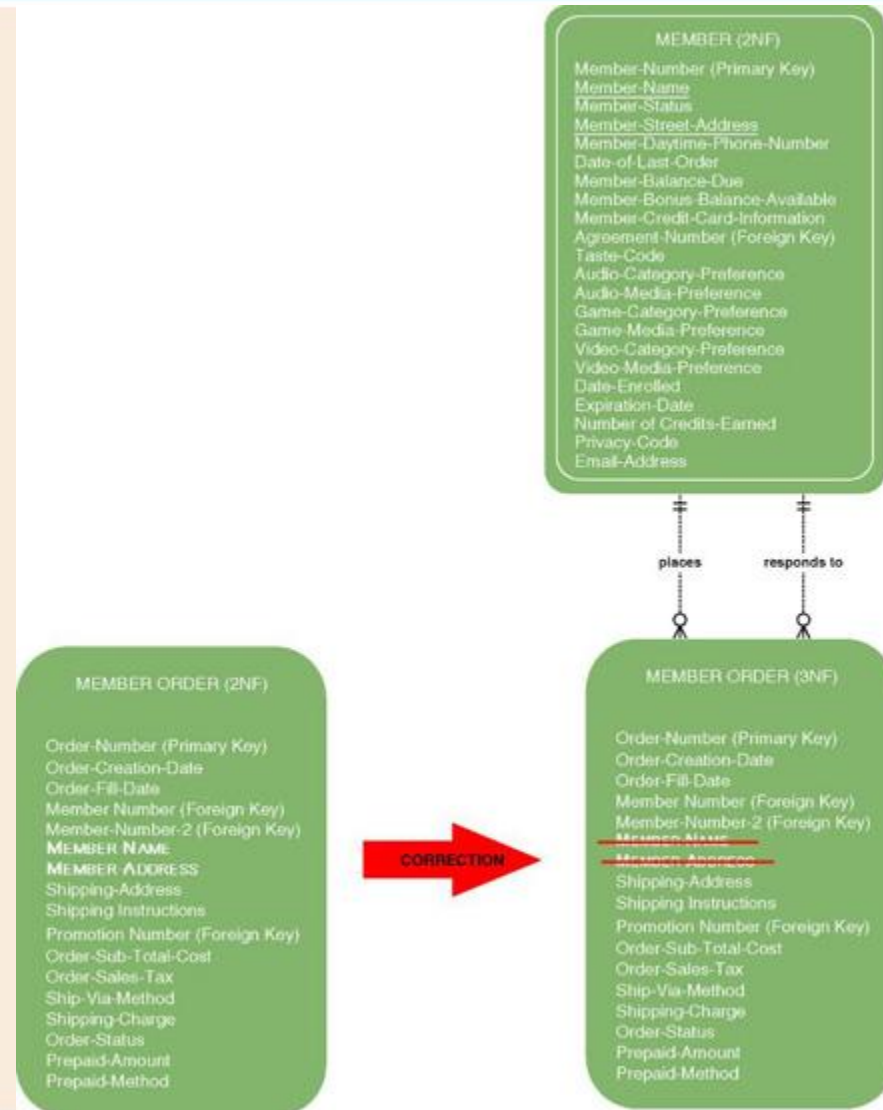 MEMBER (2NF)
Member-Number (Primary Key)
Member-Name
Member-Status
Member-Street-Address
Member-Daytime-Phone-Number
Date-of-Last-Order
Member-Balance-Due
Member-Bonus-Balance-Available
Member-Credit-Card-Information
Agreement-Number (Foreign Key)
Taste-Code
Audio-Category-Preference
Audio-Media-Preference
Game-Category-Preference
Game-Media-Preference
Video-Category-Preference
Video-Media-Preference
Date-Enrolled
Expiration-Date
Number of Credits-Earned
Privacy-Code
Email-Address
places
responds to
MEMBER ORDER (2NF)
Order-Number (Primary Key)
Order-Creation-Date
Order-Fill-Date
Member Number (Foreign Key)
Member-Number-2 (Foreign Key)
MEMBER NAME
MEMBER ADDRESS
Shipping-Address
Shipping Instructions
Promotion Number (Foreign Key)
Order-Sub-Total-Cost
Order-Sales-Tax
Ship-Via-Method
Shipping-Charge
Order-Status
Prepaid-Amount
Prepaid-Method
CORRECTION
MEMBER ORDER (3NF)
Order-Number (Primary Key)
Order-Creation-Date
Order-Fill-Date
Member Number (Foreign Key)
Member-Number-2 (Foreign Key)
MEMBER NAME
MEMBER ADDRESS
Shipping-Address
Shipping Instructions
Promotion Number (Foreign Key)
Order-Sub-Total-Cost
Order-Sales-Tax
Ship-Via-Method
Shipping-Charge
Order-Status
Prepaid-Amount
Prepaid-Method